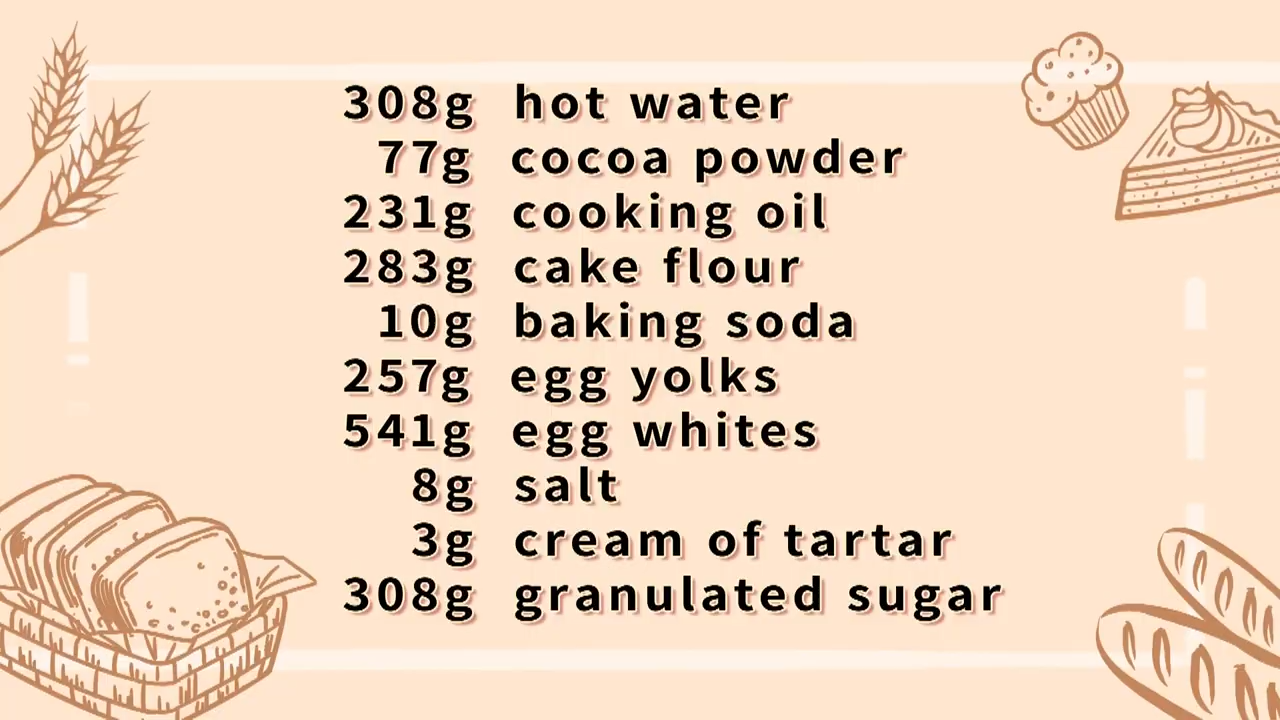 308g hot water
77g cocoa powder
231g cooking oil
283g cake flour
10g baking soda
257g egg yolks
541g egg whites
8g salt
3g cream of tartar
308g granulated sugar